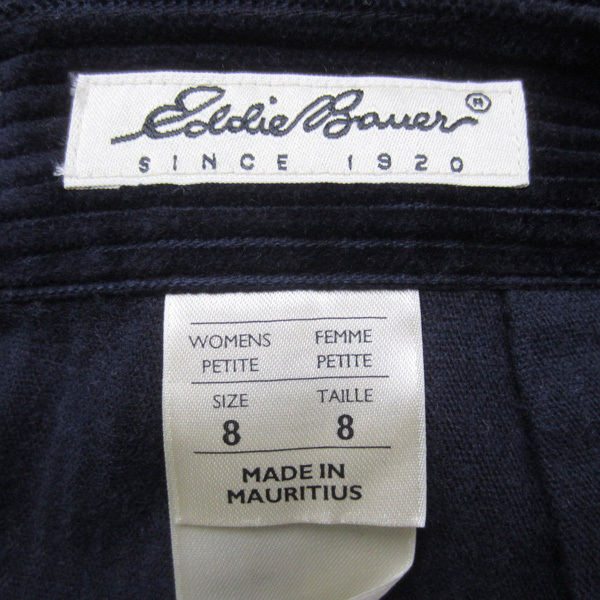 Eddie Bauer®
SINCE 1920
WOMENS FEMME
PETITE PETITE
SIZE TAILLE
8 8
MADE IN
MAURITIUS